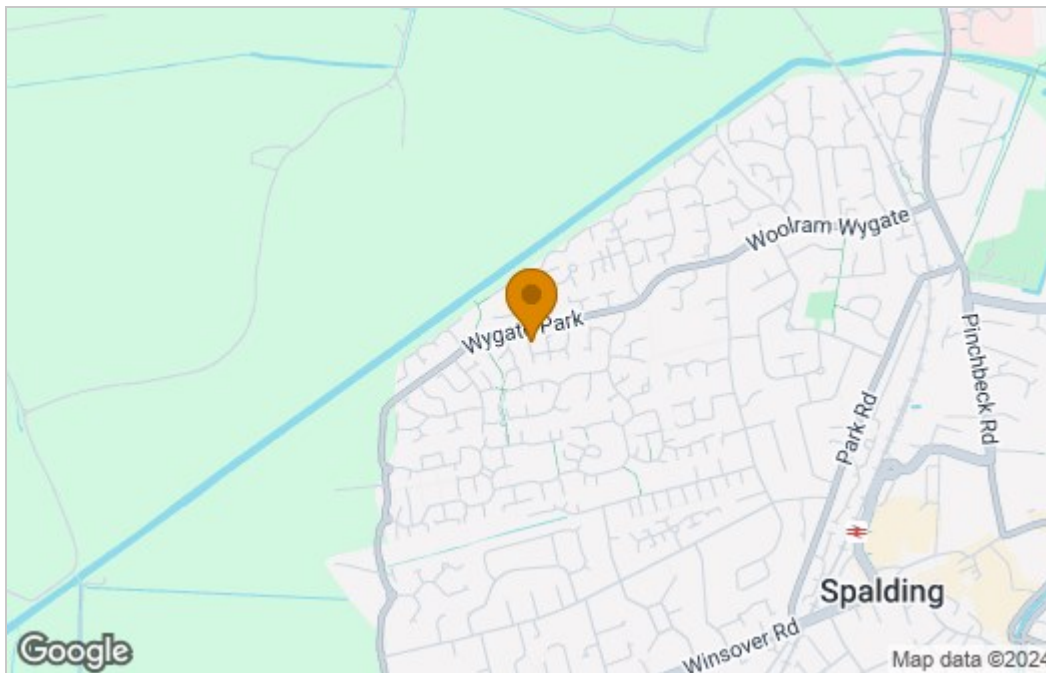 Woolram Wygate
Wygate Park
Pinchbeck Rd
Park Rd
Spalding
Winsover Rd
Google
Map data ©2024